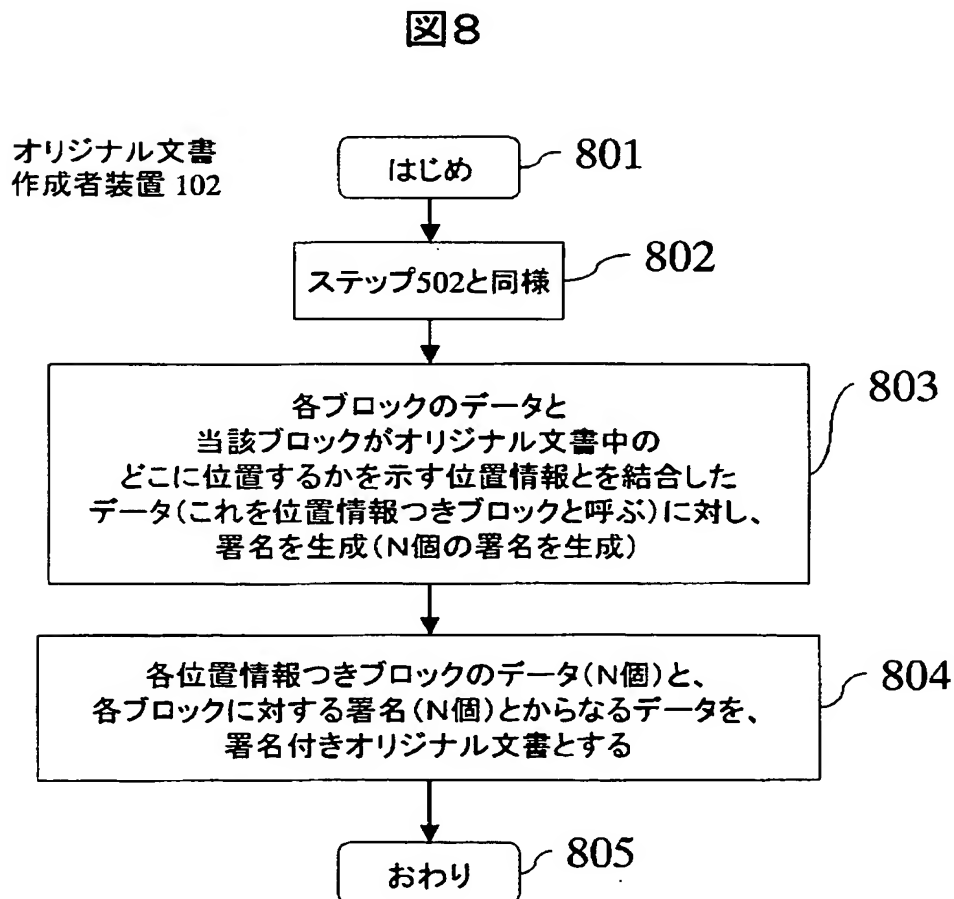 図8
オリジナル文書
作成者装置 102
はじめ
801
ステップ502と同様
802
各ブロックのデータと
当該ブロックがオリジナル文書中の
どこに位置するかを示す位置情報とを結合した
データ(これを位置情報つきブロックと呼ぶ)に対し、
署名を生成(N個の署名を生成)
803
各位置情報つきブロックのデータ(N個)と、
各ブロックに対する署名(N個)とからなるデータを、
署名付きオリジナル文書とする
804
おわり
805